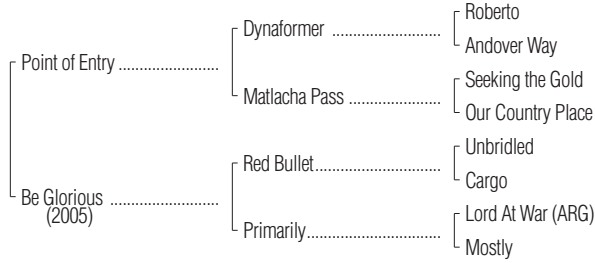 Roberto
Dynaformer ..........................
Andover Way
Point of Entry ........................
Seeking the Gold
Matlacha Pass ......................
Our Country Place
Unbridled
Red Bullet..............................
Cargo
Be Glorious ..........................
(2005)
Lord At War (ARG)
Primarily................................
Mostly